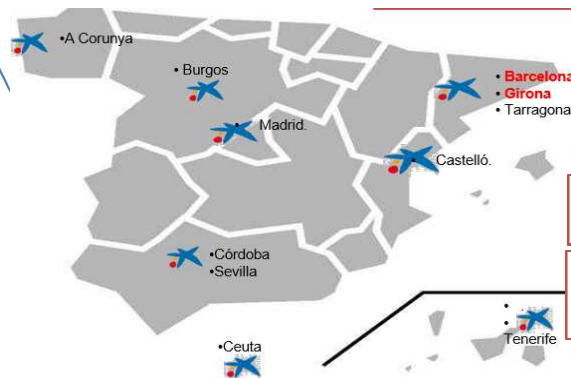 •A Corunya
• Burgos
Madrid.
• Barcelona
• Girona
• Tarragona
Castelló.
•Córdoba
•Sevilla
•Ceuta
•
•
Tenerife